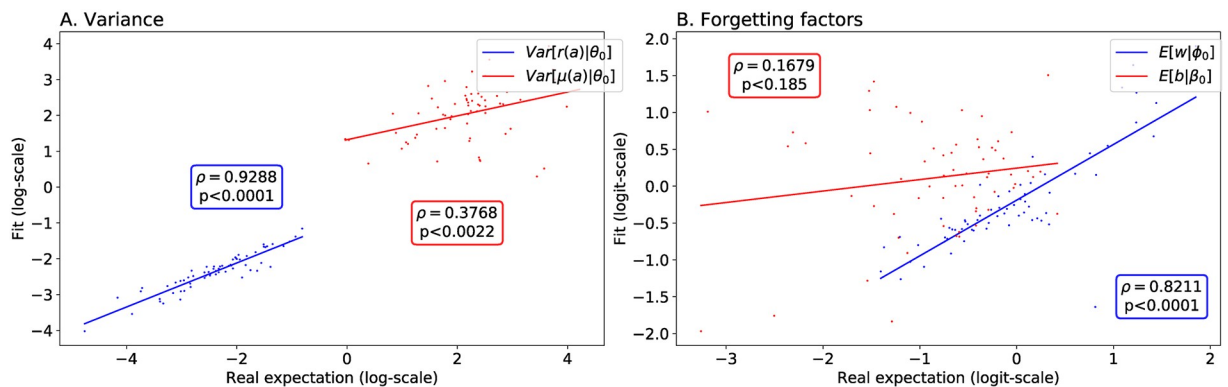 A. Variance
4
3
2
1
0
−1
−2
−3
−4
Fit (log-scale)
Var[r(a)|θ₀]
Var[μ(a)|θ₀]
ρ = 0.9288
p<0.0001
ρ = 0.3768
p<0.0022
−4
−2
0
2
4
Real expectation (log-scale)
B. Forgetting factors
2.0
1.5
1.0
0.5
0.0
−0.5
−1.0
−1.5
−2.0
Fit (logit-scale)
ρ = 0.1679
p<0.185
E[w|ϕ₀]
E[b|β₀]
ρ = 0.8211
p<0.0001
−3
−2
−1
0
1
2
Real expectation (logit-scale)